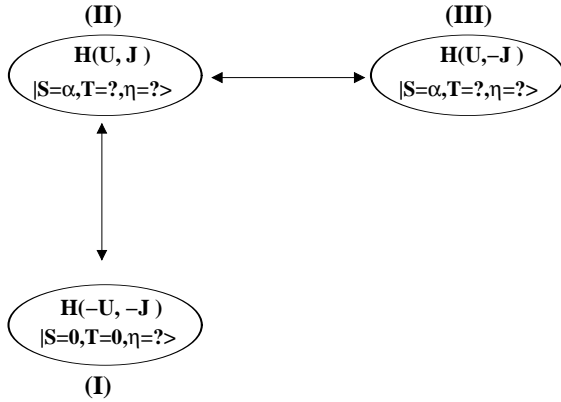 (II)
(III)
H(U, J )
H(U,−J )
|S=α,T=?,η=?>
|S=α,T=?,η=?>
H(−U, −J )
|S=0,T=0,η=?>
(I)